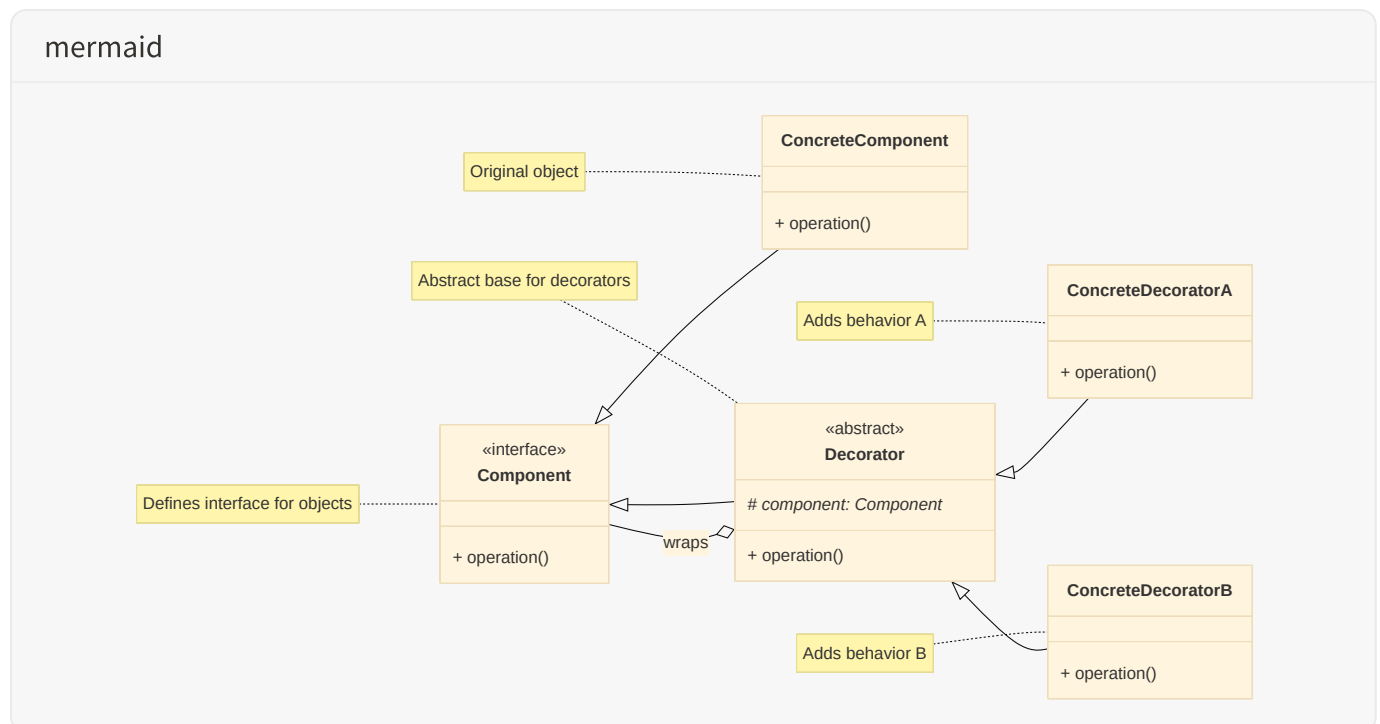 mermaid
ConcreteComponent
Original object
+ operation()
Abstract base for decorators
ConcreteDecoratorA
Adds behavior A
+ operation()
«interface»
Component
Defines interface for objects
+ operation()
«abstract»
Decorator
# component: Component
+ operation()
wraps
ConcreteDecoratorB
Adds behavior B
+ operation()